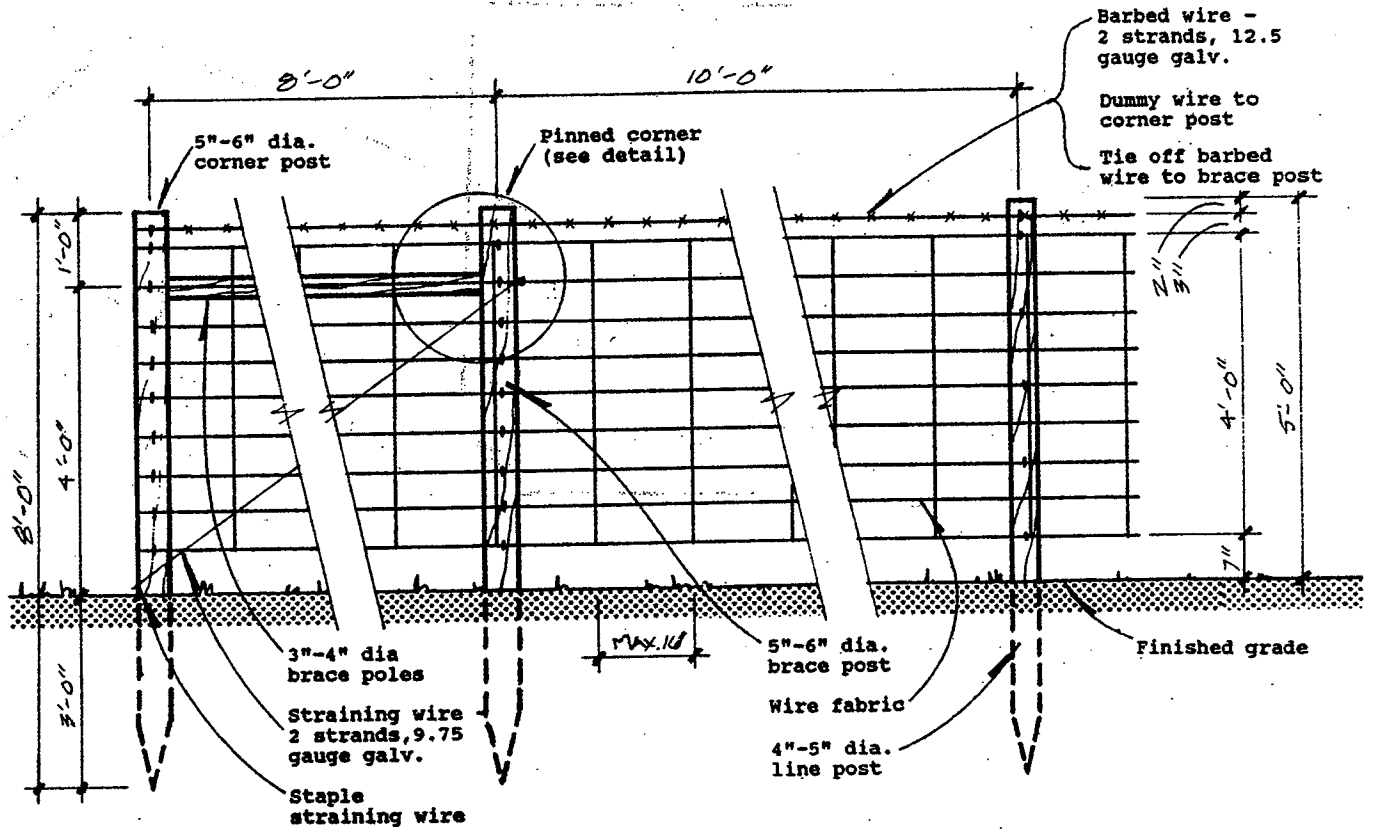 Barbed wire -
2 strands, 12.5
gauge galv.
8'-0"
10'-0"
Dummy wire to
corner post
5"-6" dia.
corner post
Pinned corner
(see detail)
Tie off barbed
wire to brace post
1'-0"
2"
3"
4'-0"
5'-0"
8'-0"
4'-0"
7"
3'-0"
3"-4" dia
brace poles
MAX.
5"-6" dia.
brace post
Finished grade
Wire fabric
Straining wire
2 strands,9.75
gauge galv.
4"-5" dia.
line post
Staple
straining wire